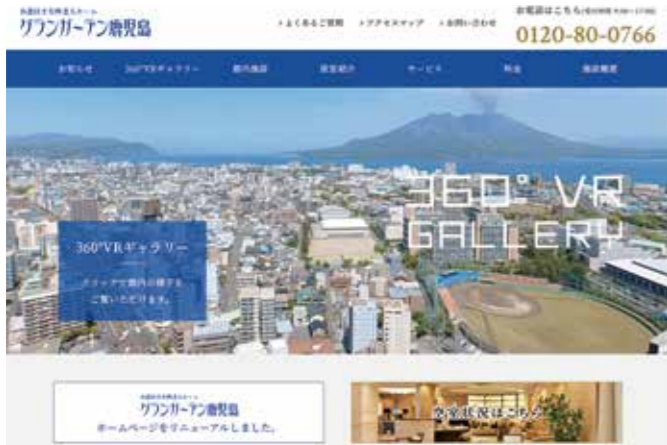 グランガーデン鹿児島
よくあるご質問
アクセスマップ
お問い合わせ
お電話はこちら
0120-80-0766
お知らせ
360°VRギャラリー
館内施設
居室紹介
サービス
料金
施設概要
360° VR
GALLERY
360°VRギャラリー
クリックで館内の様子を
ご覧いただけます。
グランガーデン鹿児島
ホームページをリニューアルしました。
空室状況はこちら